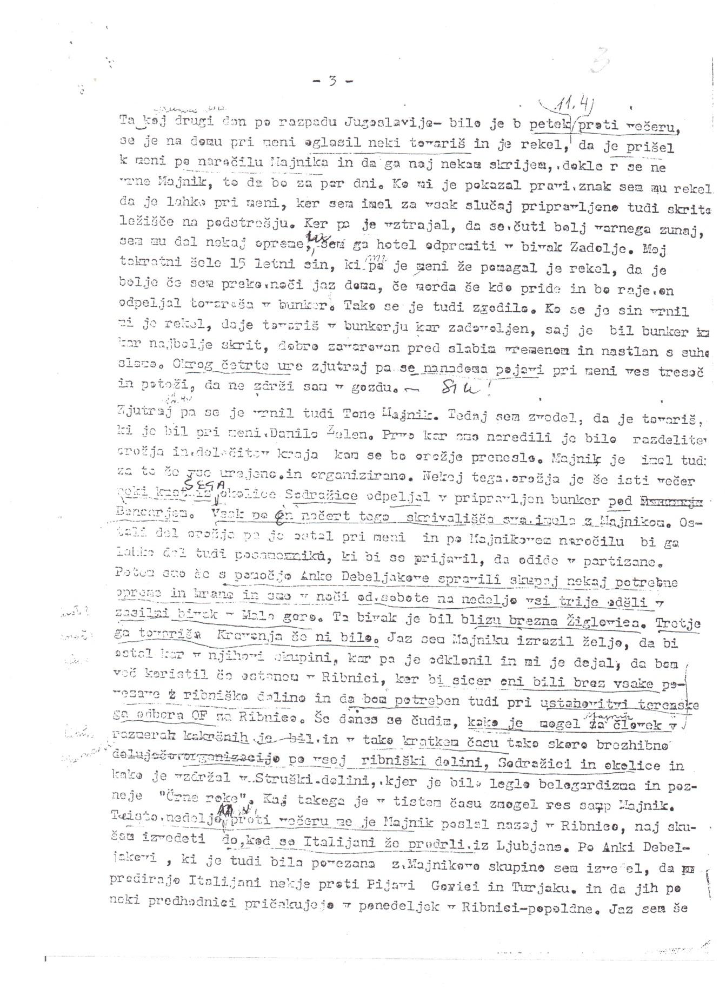 3
- 3 -
11.4)
Ta koj drugi dan po razpadu Jugoslavije- bilo je b petek/proti večeru,
se je na domu pri meni oglasil neki tovariš in je rekel, da je prišel
k meni po naročilu Majnika in da ga naj nekam skrijem, dokle r se ne
vrne Majnik, to da bo za par dni. Ko mi je pokazal pravi znak sem mu rekel
da je lahko pri meni, ker sem imel za vsak slučaj pripravljeno tudi skrito
ležišče na podstrešju. Ker pa je vztrajal, da se čuti bolj varnega zunaj,
sem mu dal nekaj opreme, sem ga hotel odpremiti v bivak Zadolje. Moj
takratni šele 15 letni sin, ki pa je meni že pomagal je rekel, da je
bolje če sem preko noči jaz doma, če morda še kdo pride in bo raje on
odpeljal tovariša v bunker. Tako se je tudi zgodilo. Ko se je sin vrnil
mi je rekel, daje tovariš v bunkerju kar zadovoljen, saj je bil bunker
kar najbolje skrit, dobro zavarovan pred slabim vremenom in nastlan s suho
slamo. Okrog četrte ure zjutraj pa se nanadoma pojavi pri meni ves tresoč
in potoži, da ne zdrži sam v gozdu.
Zjutraj pa se je vrnil tudi Tone Majnik. Tedaj sem zvedel, da je tovariš,
ki je bil pri meni Danilo Zelen. Prvo kar smo naredili je bilo razdelitev
orožja in določitev kraja kam se bo orožje preneslo. Majnik je imel tudi
za to že vse urejeno in organizirano. Nekaj tega orožja je še isti večer
ŠEGA
neki kmet iz okolice Sodražice odpeljal v pripravljen bunker pod
Boncarjem. Vsak po en načert tega skrivališča sva imela z Majnikom. Os-
tali del orožja pa je ostal pri meni in po Majnikovem naročilu bi ga
lahko dal tudi posamezniku, ki bi se prijavil, da odide v partizane.
Potem smo še s pomočjo Anke Debeljakove spravili skupaj nekaj potrebne
opreme in hrane in smo v noči od sobote na nedeljo vsi trije odšli v
zasilni bivak v Malo goro. Ta bivak je bil blizu brezna Žiglovica. Tretje
ga tovariša Kravanja še ni bilo. Jaz sem Majniku izrazil željo, da bi
ostal kar v njihovi skupini, kar pa je odklonil in mi je dejal, da bom
več koristil če ostanem v Ribnici, ker bi sicer oni bili brez vsake po-
vezave z ribniško dolino in da bom potreben tudi pri ustanovitvi terenske
ga odbora OF za Ribnico. Še danes se čudim, kako je mogel za človek v
Majnik
razmerah kakršnih je bil in v tako kratkem času tako skoro brezhibno
delujočo organizacijo po vsej ribniški dolini, Sodražici in okolice in
kako je vzdržal v Struški dolini, kjer je bilo leglo belogardizma in poz-
neje "Črne roke". Kaj takega je v tistem času zmogel res samp Majnik.
Tuisto nedeljo proti večeru me je Majnik poslal nazaj v Ribnico, naj sku-
šam izvedeti do kod so Italijani že prodrli iz Ljubjane. Po Anki Debel-
jakovi , ki je tudi bila povezana z Majnikovo skupino sem izvedel, da
prodirajo Italijani nekje proti Pijavi Gorici in Turjaku. in da jih po
neki predhodnici pričakujejo v ponedeljek v Ribnici-popoldne. Jaz sem še